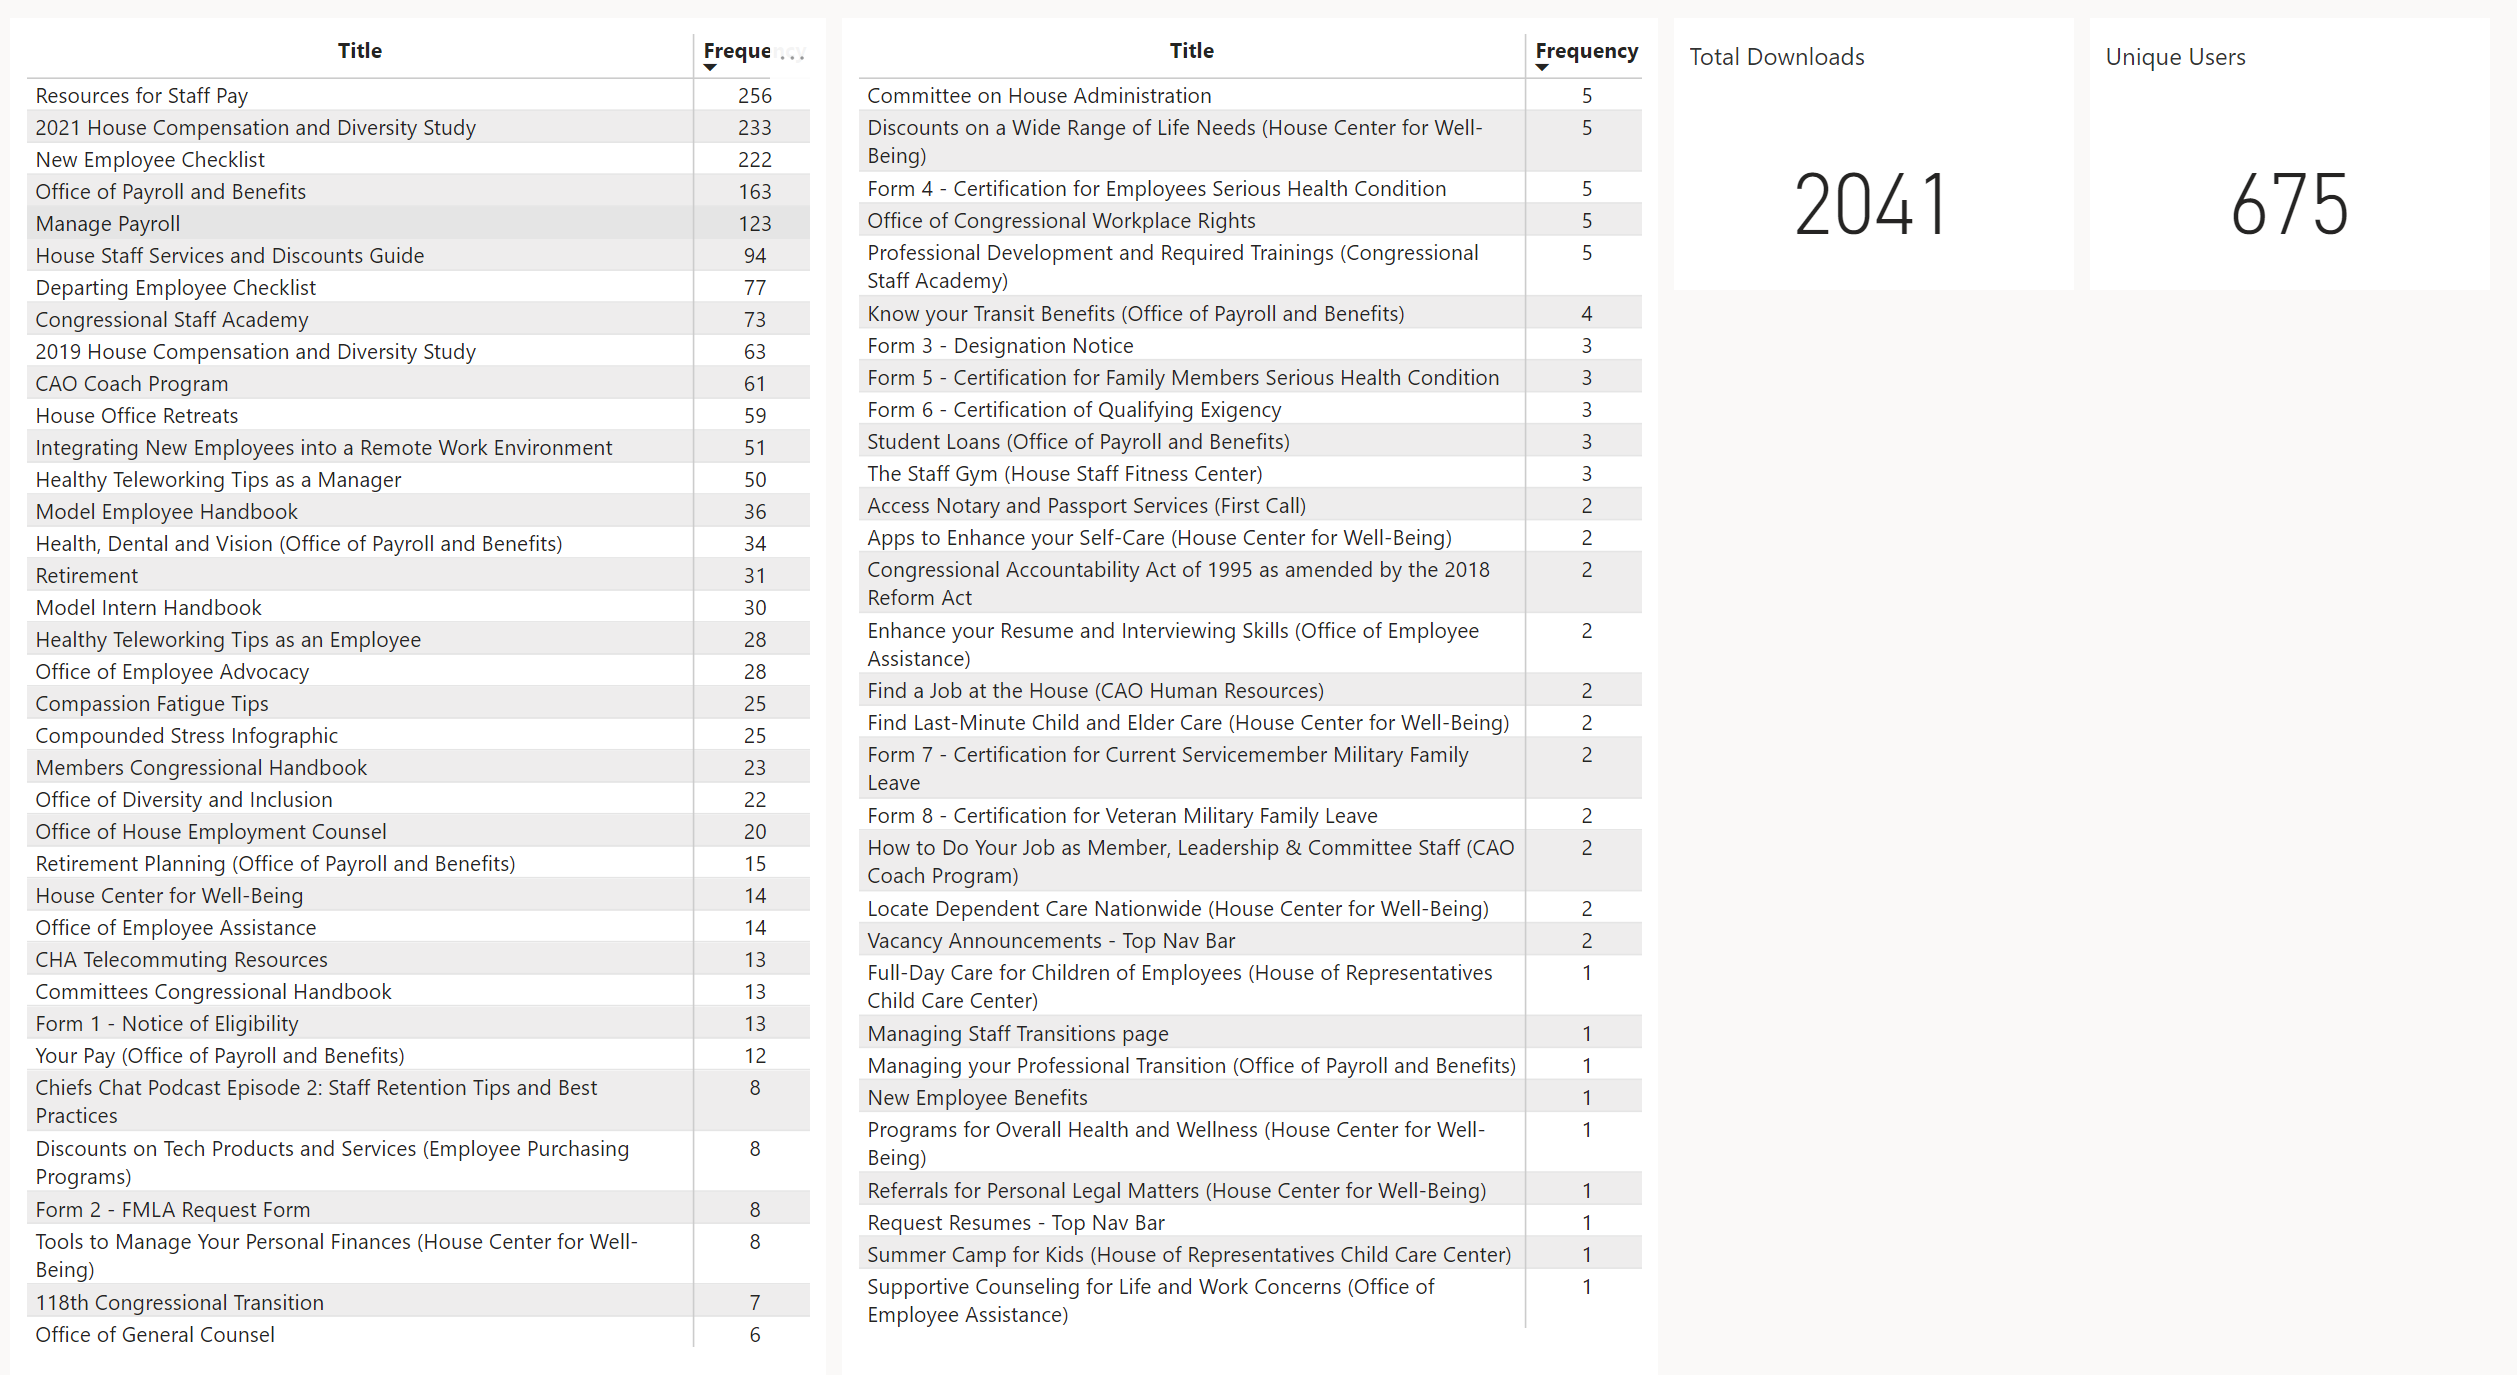 Title Freque
Resources for Staff Pay 256
2021 House Compensation and Diversity Study 233
New Employee Checklist 222
Office of Payroll and Benefits 163
Manage Payroll 123
House Staff Services and Discounts Guide 94
Departing Employee Checklist 77
Congressional Staff Academy 73
2019 House Compensation and Diversity Study 63
CAO Coach Program 61
House Office Retreats 59
Integrating New Employees into a Remote Work Environment 51
Healthy Teleworking Tips as a Manager 50
Model Employee Handbook 36
Health, Dental and Vision (Office of Payroll and Benefits) 34
Retirement 31
Model Intern Handbook 30
Healthy Teleworking Tips as an Employee 28
Office of Employee Advocacy 28
Compassion Fatigue Tips 25
Compounded Stress Infographic 25
Members Congressional Handbook 23
Office of Diversity and Inclusion 22
Office of House Employment Counsel 20
Retirement Planning (Office of Payroll and Benefits) 15
House Center for Well-Being 14
Office of Employee Assistance 14
CHA Telecommuting Resources 13
Committees Congressional Handbook 13
Form 1 - Notice of Eligibility 13
Your Pay (Office of Payroll and Benefits) 12
Chiefs Chat Podcast Episode 2: Staff Retention Tips and Best 8
Practices
Discounts on Tech Products and Services (Employee Purchasing 8
Programs)
Form 2 - FMLA Request Form 8
Tools to Manage Your Personal Finances (House Center for Well- 8
Being)
118th Congressional Transition 7
Office of General Counsel 6
Title Frequency
Committee on House Administration 5
Discounts on a Wide Range of Life Needs (House Center for Well- 5
Being)
Form 4 - Certification for Employees Serious Health Condition 5
Office of Congressional Workplace Rights 5
Professional Development and Required Trainings (Congressional 5
Staff Academy)
Know your Transit Benefits (Office of Payroll and Benefits) 4
Form 3 - Designation Notice 3
Form 5 - Certification for Family Members Serious Health Condition 3
Form 6 - Certification of Qualifying Exigency 3
Student Loans (Office of Payroll and Benefits) 3
The Staff Gym (House Staff Fitness Center) 3
Access Notary and Passport Services (First Call) 2
Apps to Enhance your Self-Care (House Center for Well-Being) 2
Congressional Accountability Act of 1995 as amended by the 2018 2
Reform Act
Enhance your Resume and Interviewing Skills (Office of Employee 2
Assistance)
Find a Job at the House (CAO Human Resources) 2
Find Last-Minute Child and Elder Care (House Center for Well-Being) 2
Form 7 - Certification for Current Servicemember Military Family 2
Leave
Form 8 - Certification for Veteran Military Family Leave 2
How to Do Your Job as Member, Leadership & Committee Staff (CAO 2
Coach Program)
Locate Dependent Care Nationwide (House Center for Well-Being) 2
Vacancy Announcements - Top Nav Bar 2
Full-Day Care for Children of Employees (House of Representatives 1
Child Care Center)
Managing Staff Transitions page 1
Managing your Professional Transition (Office of Payroll and Benefits) 1
New Employee Benefits 1
Programs for Overall Health and Wellness (House Center for Well- 1
Being)
Referrals for Personal Legal Matters (House Center for Well-Being) 1
Request Resumes - Top Nav Bar 1
Summer Camp for Kids (House of Representatives Child Care Center) 1
Supportive Counseling for Life and Work Concerns (Office of 1
Employee Assistance)
Total Downloads
2041
Unique Users
675